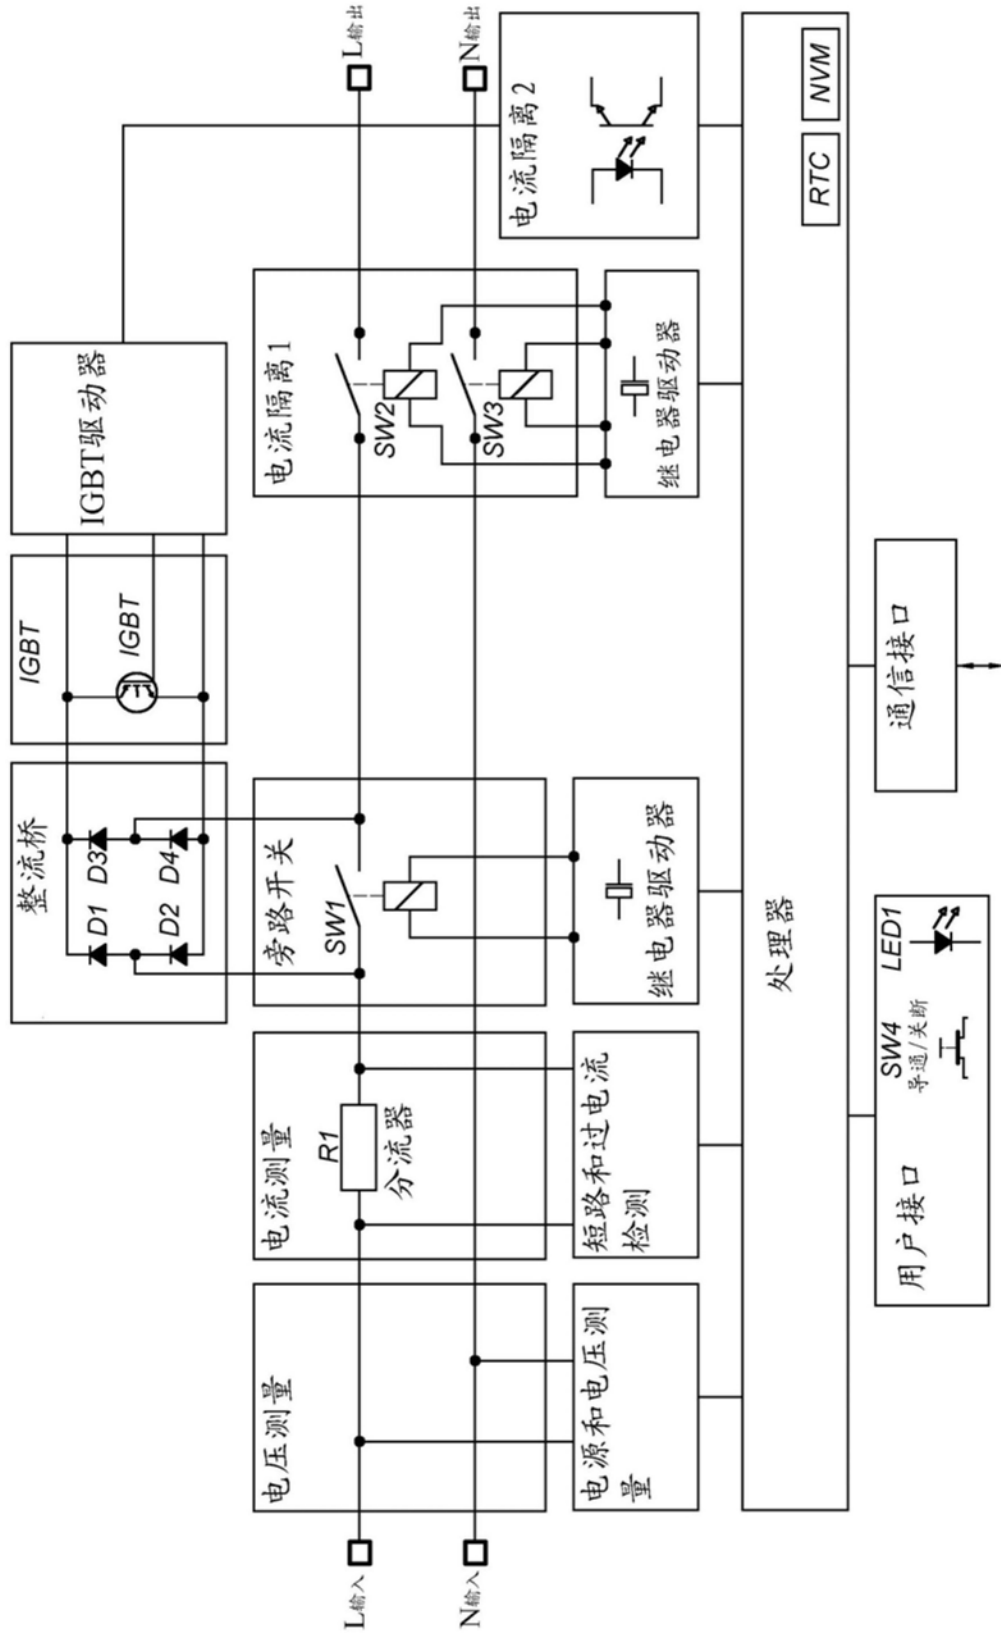 整流桥
D1
D3
D2
D4
IGBT
IGBT
IGBT驱动器
电压测量
电流测量
R1
分流器
旁路开关
SW1
电流隔离1
SW2
SW3
L输入
N输入
L输出
N输出
电流隔离2
电源和电压测
量
短路和过电流
检测
继电器驱动器
继电器驱动器
处理器
RTC
NVM
用户接口
SW4
导通/关断
LED1
通信接口